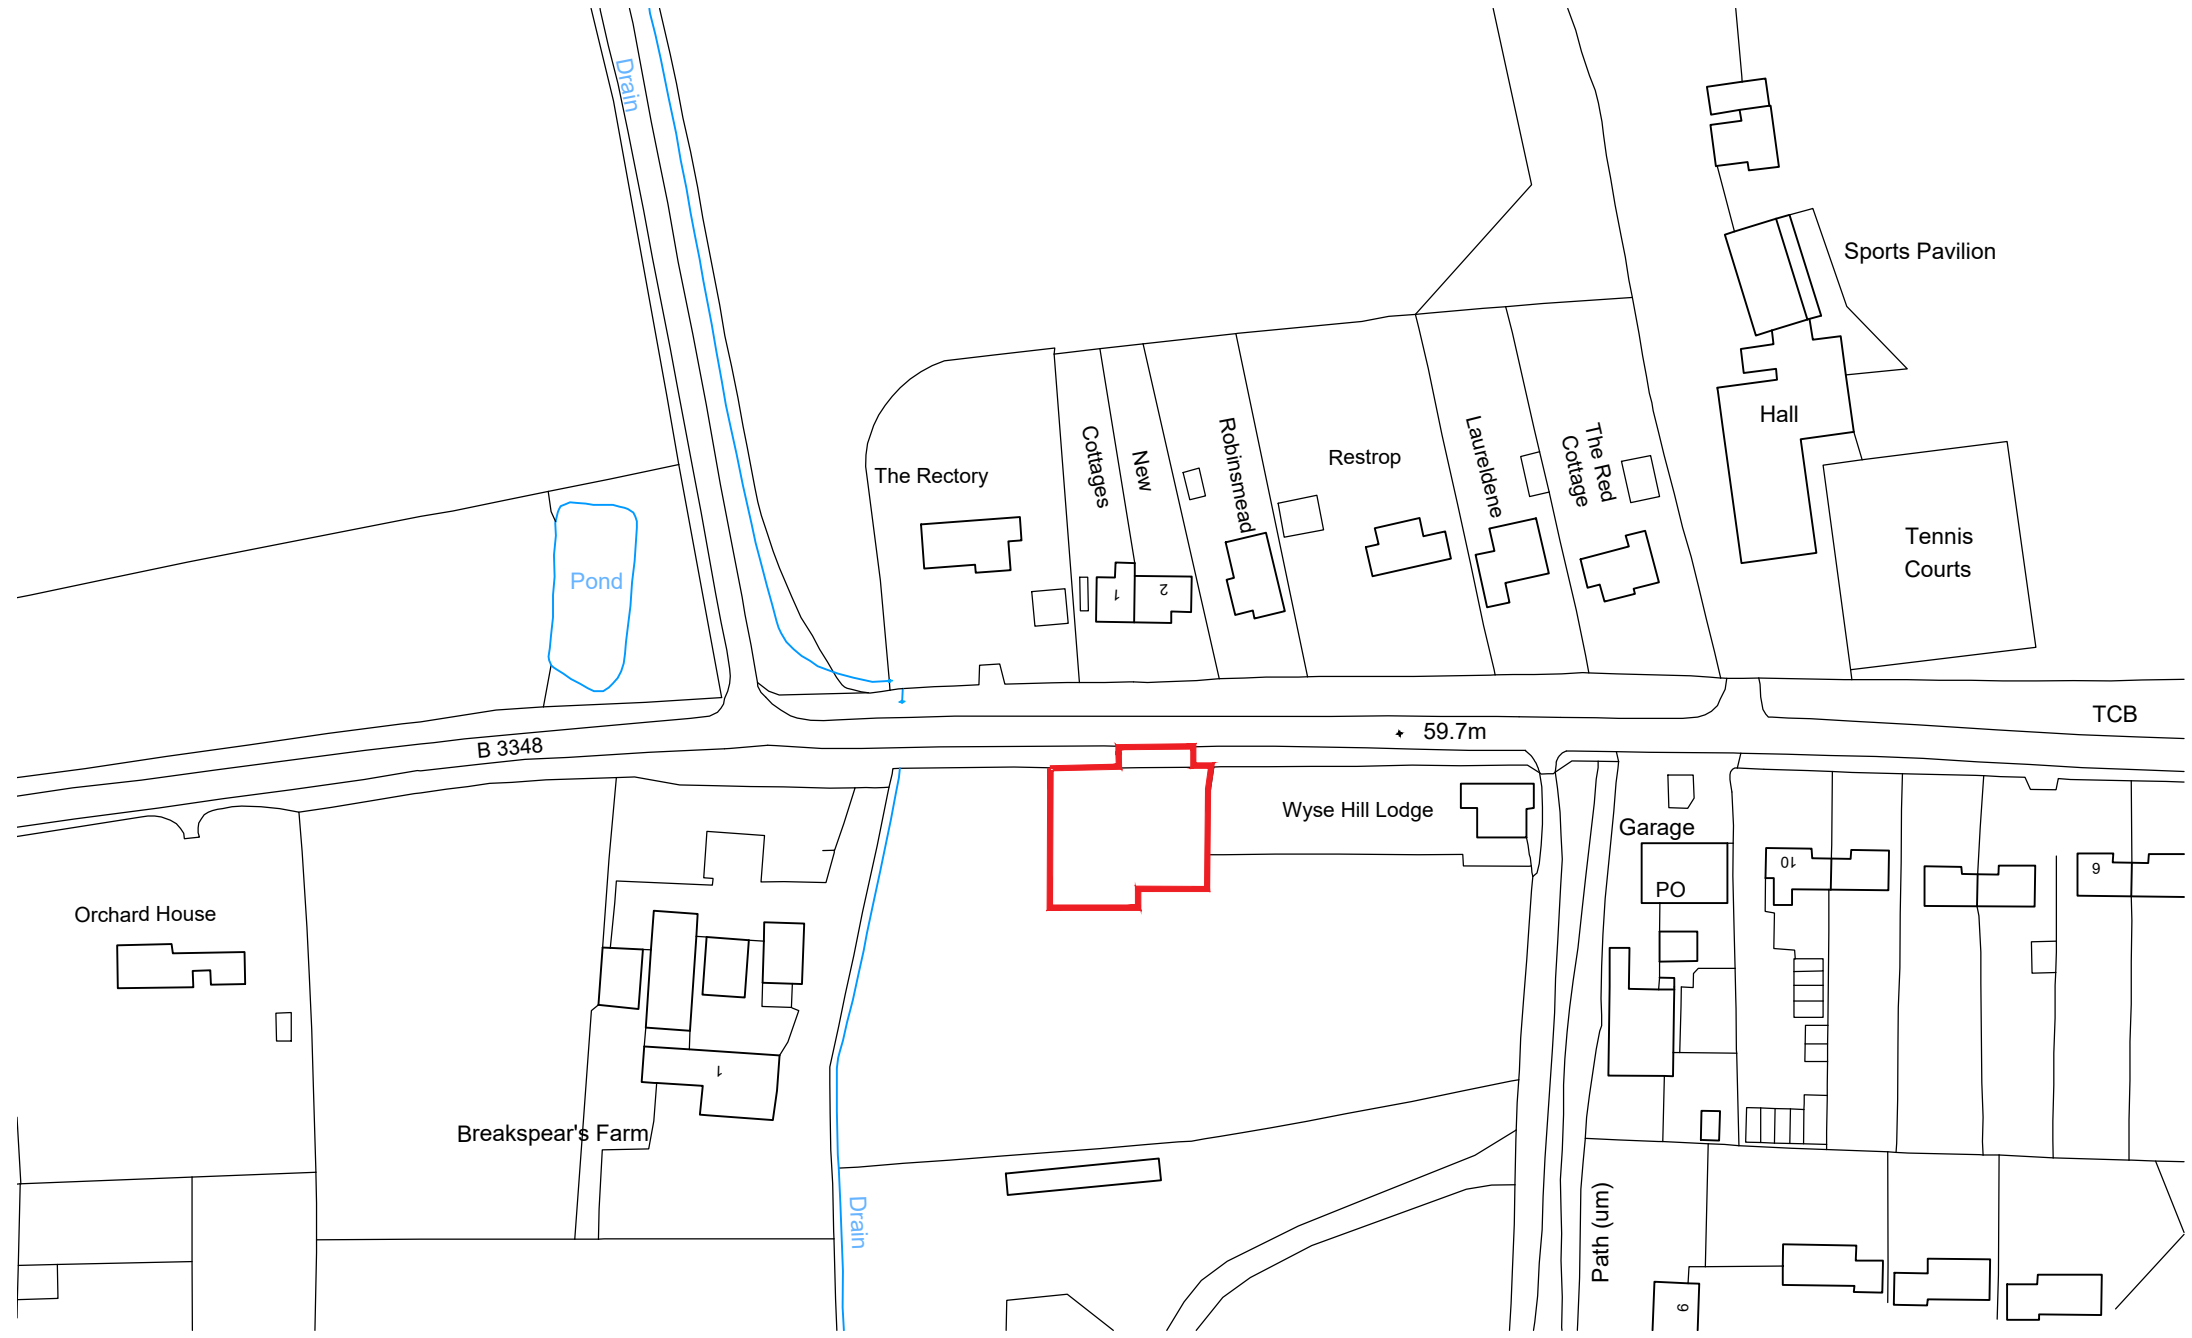 Drain
Sports Pavilion
Hall
The Rectory
Cottages
New
Robinsmead
Restrop
Laureldene
The Red
Cottage
Tennis
Courts
Pond
1
2
TCB
59.7m
B 3348
Wyse Hill Lodge
Garage
PO
10
6
Orchard House
1
Breakspear's Farm
Drain
Path (um)
9